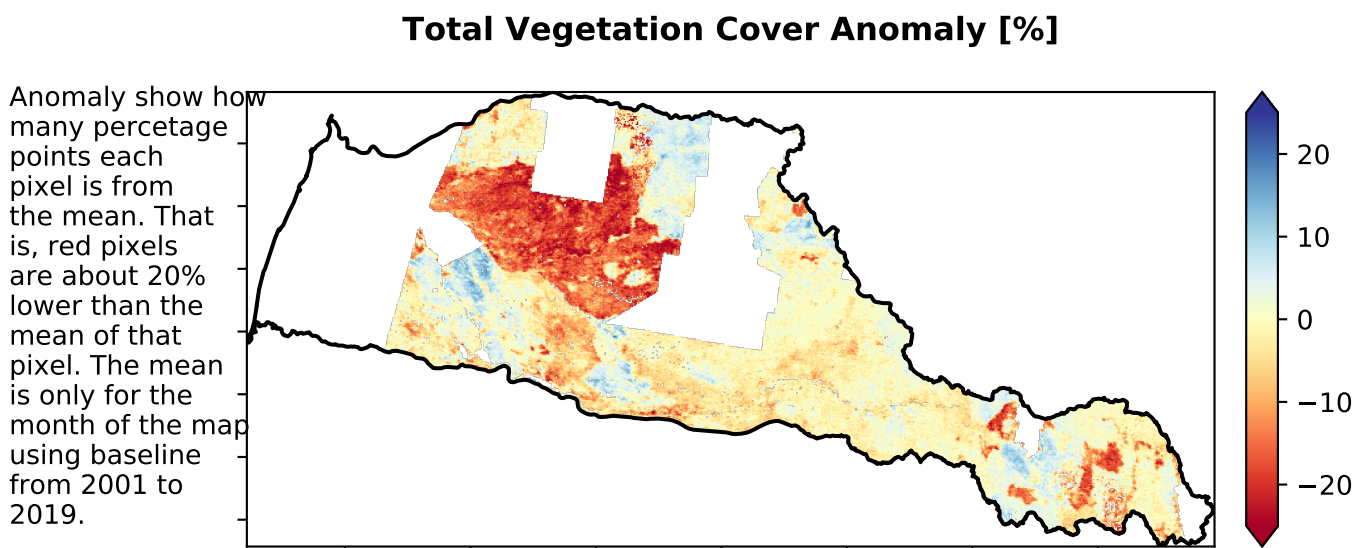 Total Vegetation Cover Anomaly [%]
Anomaly show how
many percetage
points each
pixel is from
the mean. That
is, red pixels
are about 20%
lower than the
mean of that
pixel. The mean
is only for the
month of the map
using baseline
from 2001 to
2019.
20
10
0
−10
−20